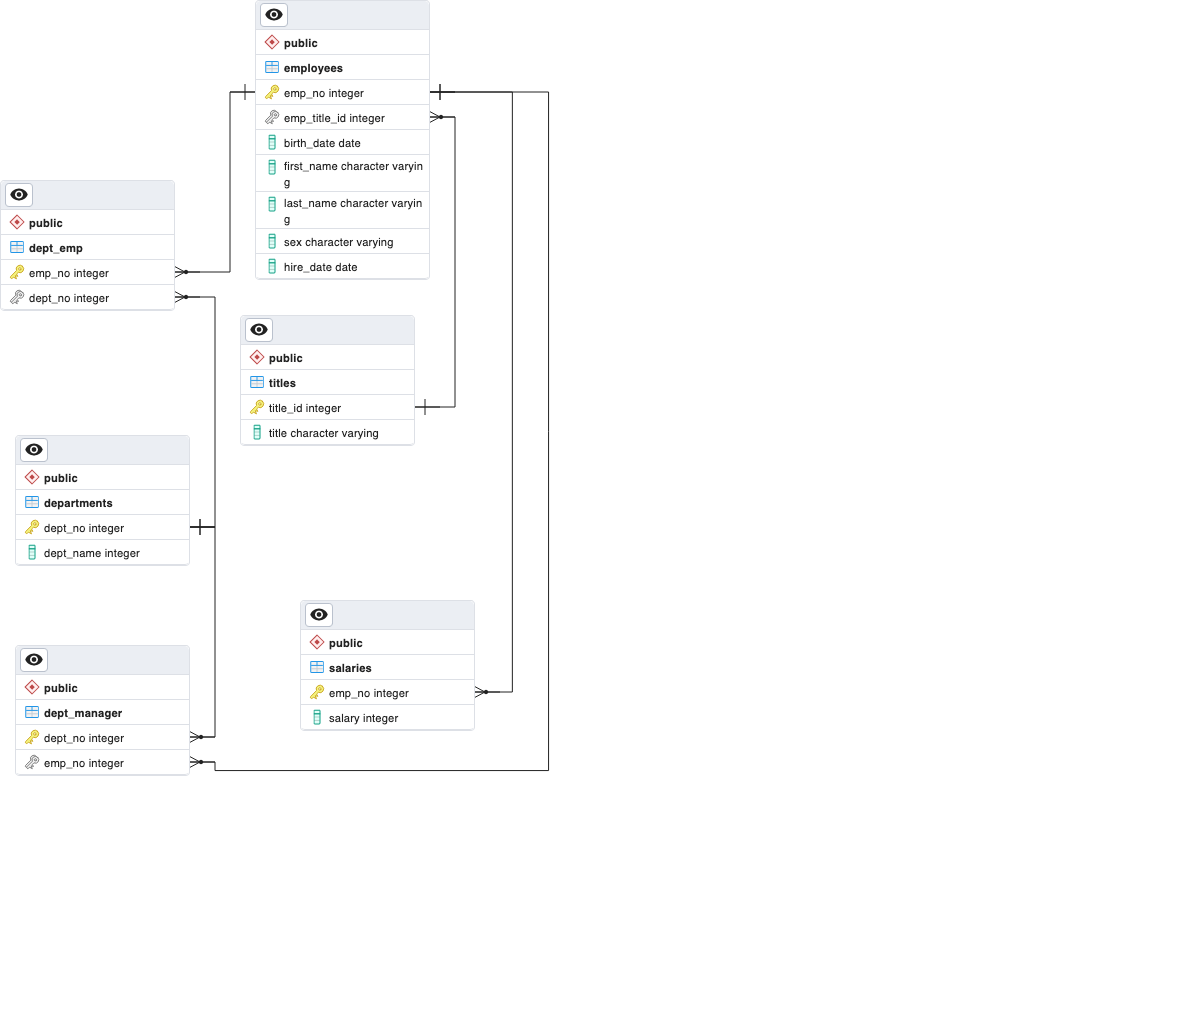 public
employees
emp_no integer
emp_title_id integer
birth_date date
first_name character varyin
g
last_name character varyin
g
sex character varying
hire_date date
public
dept_emp
emp_no integer
dept_no integer
public
titles
title_id integer
title character varying
public
departments
dept_no integer
dept_name integer
public
salaries
emp_no integer
salary integer
public
dept_manager
dept_no integer
emp_no integer